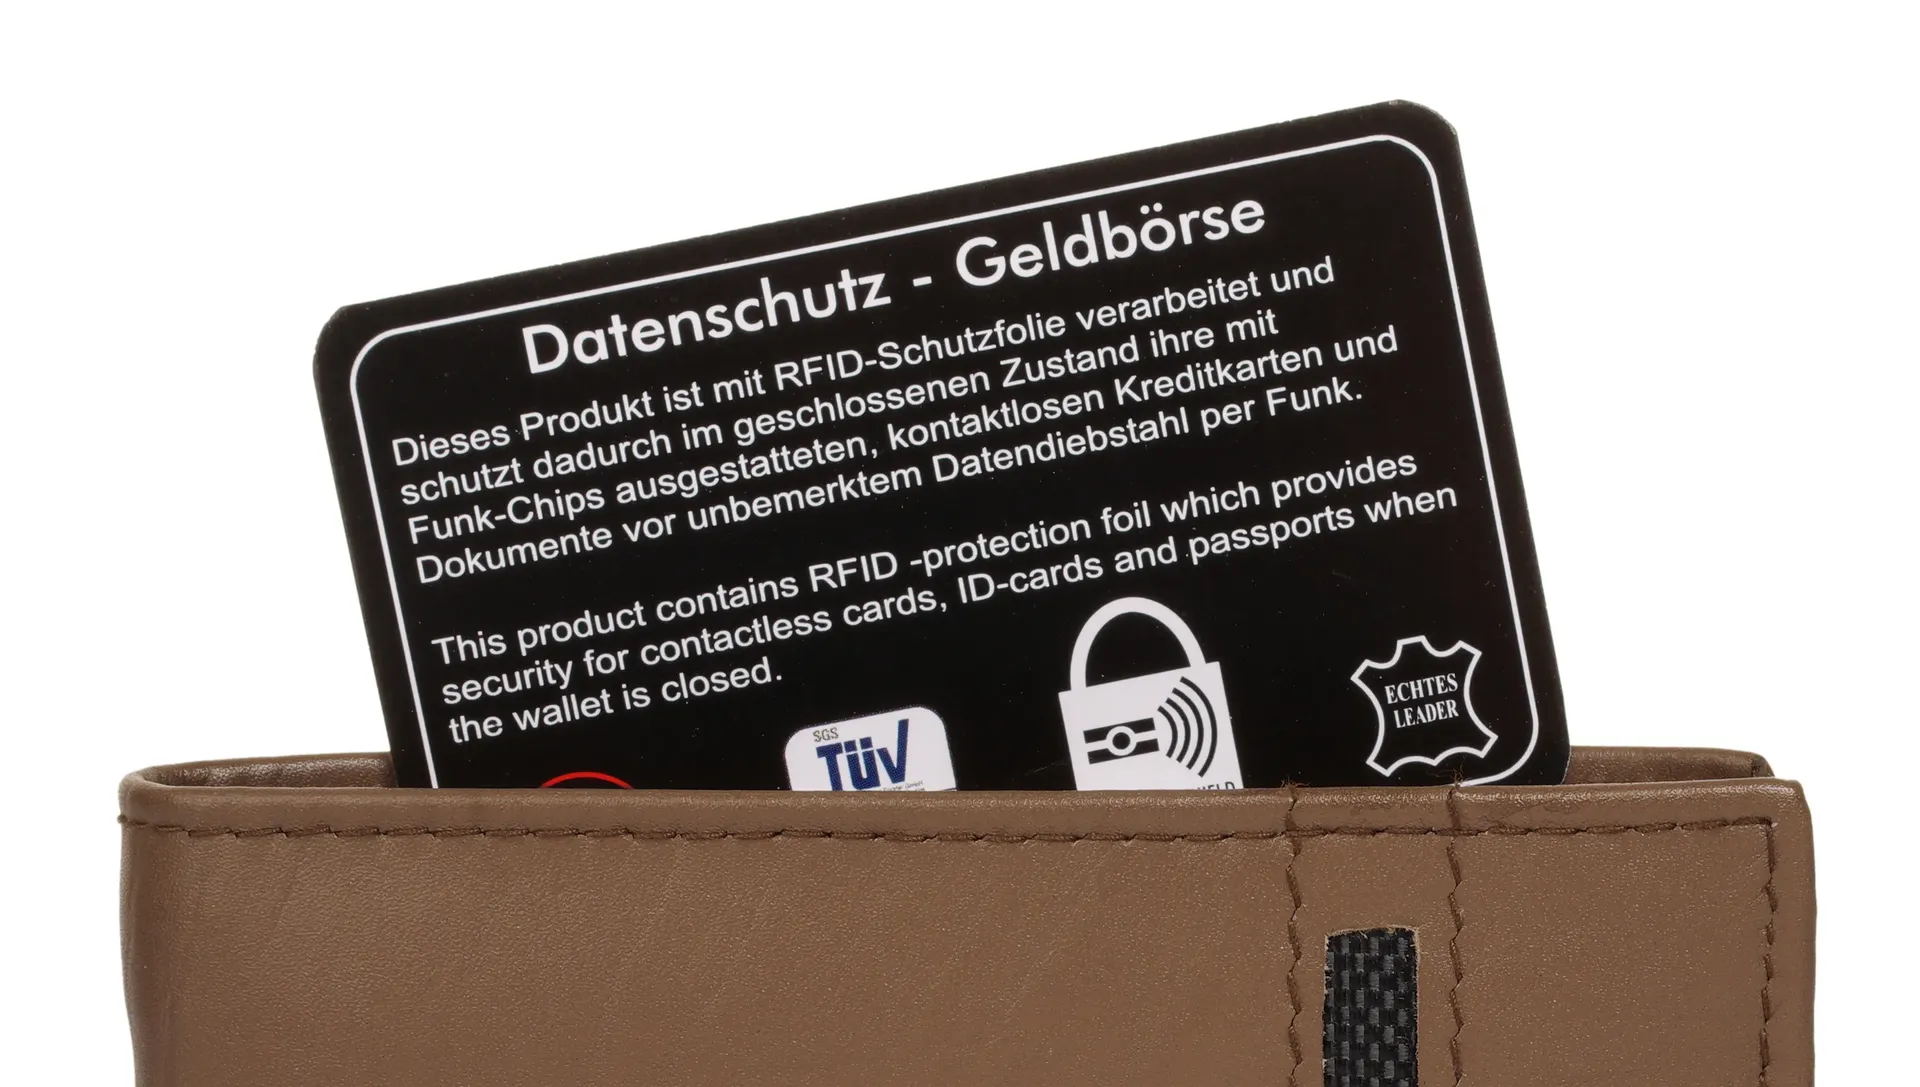 Datenschutz - Geldbörse
Dieses Produkt ist mit RFID-Schutzfolie verarbeitet und
schutzt dadurch im geschlossenen Zustand ihre mit
Funk-Chips ausgestatteten, kontaktlosen Kreditkarten und
Dokumente vor unbemerktem Datendiebstahl per Funk.
This product contains RFID -protection foil which provides
security for contactless cards, ID-cards and passports when
the wallet is closed.
SGS
TÜV
ECHTES
LEADER